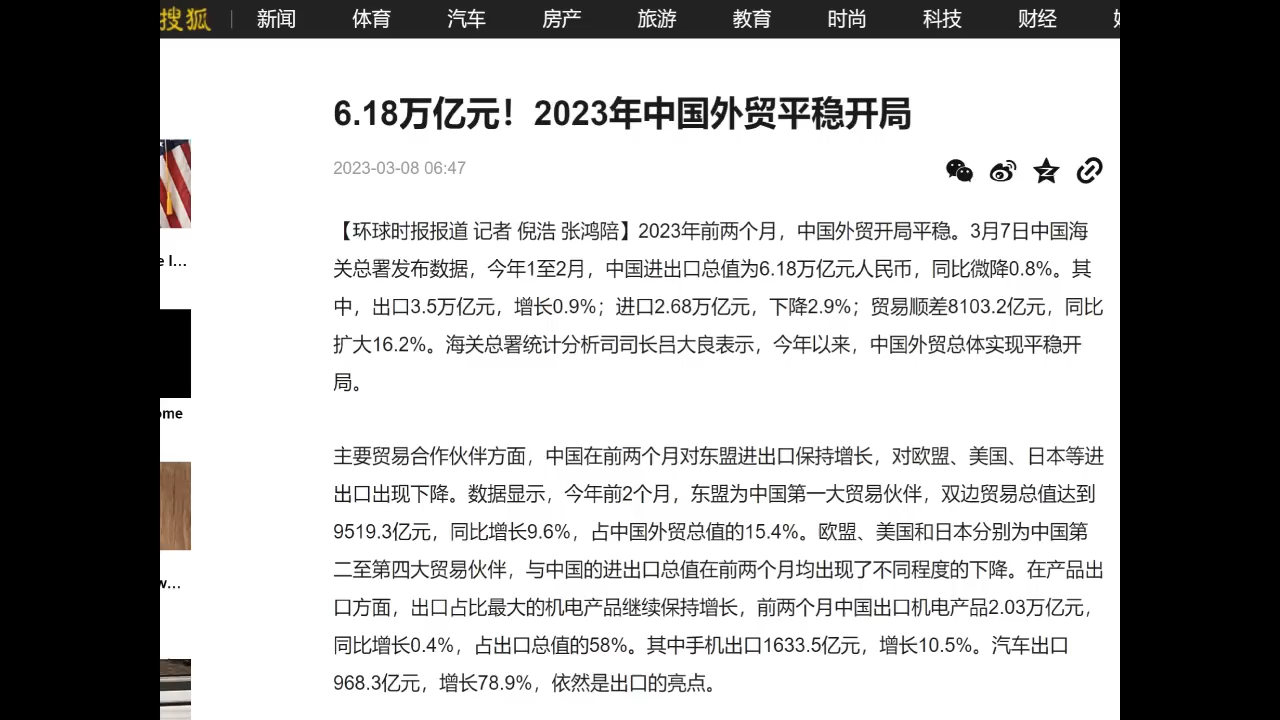 搜狐 新闻 体育 汽车 房产 旅游 教育 时尚 科技 财经
6.18万亿元！2023年中国外贸平稳开局
2023-03-08 06:47
【环球时报报道 记者 倪浩 张鸿陪】2023年前两个月，中国外贸开局平稳。3月7日中国海
关总署发布数据，今年1至2月，中国进出口总值为6.18万亿元人民币，同比微降0.8%。其
中，出口3.5万亿元，增长0.9%；进口2.68万亿元，下降2.9%；贸易顺差8103.2亿元，同比
扩大16.2%。海关总署统计分析司司长吕大良表示，今年以来，中国外贸总体实现平稳开
局。
主要贸易合作伙伴方面，中国在前两个月对东盟进出口保持增长，对欧盟、美国、日本等进
出口出现下降。数据显示，今年前2个月，东盟为中国第一大贸易伙伴，双边贸易总值达到
9519.3亿元，同比增长9.6%，占中国外贸总值的15.4%。欧盟、美国和日本分别为中国第
二至第四大贸易伙伴，与中国的进出口总值在前两个月均出现了不同程度的下降。在产品出
口方面，出口占比最大的机电产品继续保持增长，前两个月中国出口机电产品2.03万亿元，
同比增长0.4%，占出口总值的58%。其中手机出口1633.5亿元，增长10.5%。汽车出口
968.3亿元，增长78.9%，依然是出口的亮点。